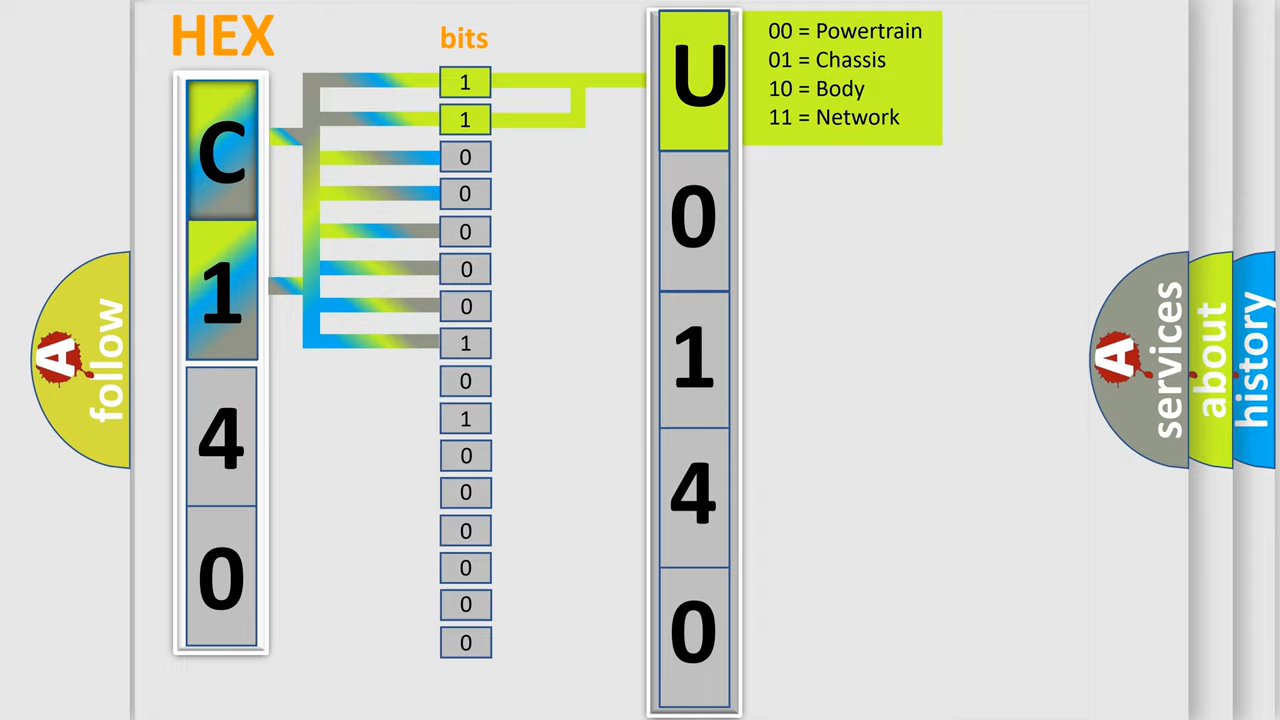 HEX
bits
C
1
4
0
1
1
0
0
0
0
0
1
0
1
0
0
0
0
0
0
U
0
1
4
0
00 = Powertrain
01 = Chassis
10 = Body
11 = Network
A
follow
A
services
about
history